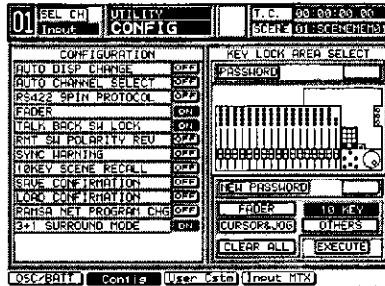 01
SEL CH
Input
UTILITY
CONFIG
T.C. 00:00:00 00
SCENE 01:SCENEMEM01
CONFIGURATION
AUTO DISP CHANGE OFF
AUTO CHANNEL SELECT OFF
RS422 9PIN PROTOCOL OFF
FADER ON
TALK BACK SW LOCK ON
RMT SW POLARITY REV OFF
SYNC WARNING OFF
10KEY SCENE RECALL OFF
SAVE CONFIRMATION OFF
LOAD CONFIRMATION OFF
RAMSA NET PROGRAM CHG OFF
3+1 SURROUND MODE ON
KEY LOCK AREA SELECT
PASSWORD
NEW PASSWORD
FADER 10 KEY
CURSOR&JOG OTHERS
CLEAR ALL EXECUTE
OSC/BATT Config User Cstm Input MTX